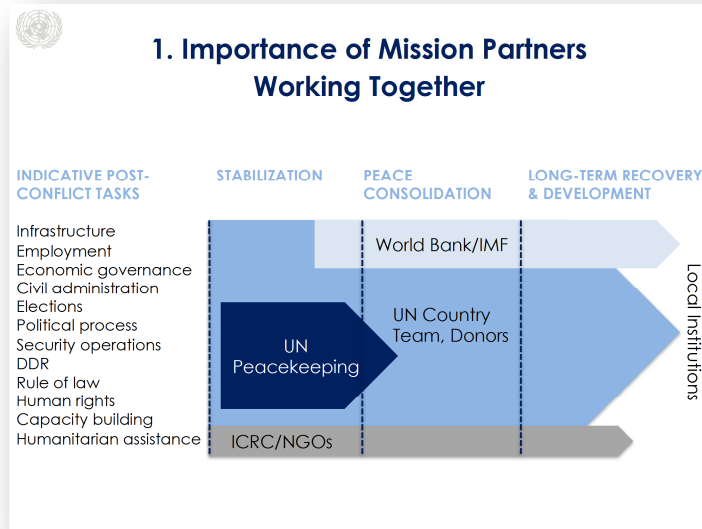 1. Importance of Mission Partners
Working Together
INDICATIVE POST-
CONFLICT TASKS
STABILIZATION
PEACE
CONSOLIDATION
LONG-TERM RECOVERY
& DEVELOPMENT
Infrastructure
Employment
Economic governance
Civil administration
Elections
Political process
Security operations
DDR
Rule of law
Human rights
Capacity building
Humanitarian assistance
World Bank/IMF
UN Country
Team, Donors
UN
Peacekeeping
ICRC/NGOs
Local Institutions